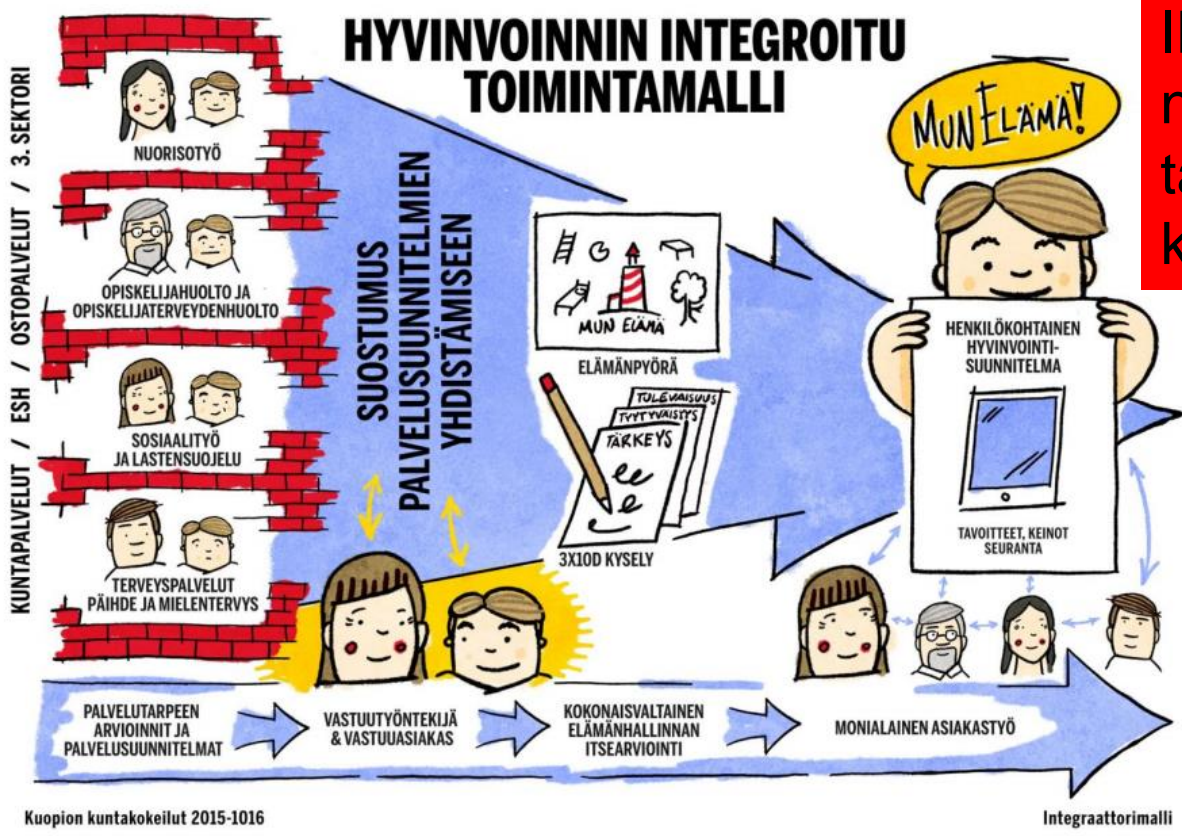 HYVINVOINNIN INTEGROITU
TOIMINTAMALLI
KUNTAPALVELUT / ESH / OSTOPALVELUT / 3. SEKTORI
NUORISOTYÖ
OPISKELIJAHUOLTO JA
OPISKELIJATERVEYDENHUOLTO
SOSIAALITYÖ
JA LASTENSUOJELU
TERVEYSPALVELUT
PÄIHDE JA MIELENTERVYS
SUOSTUMUS
PALVELUSUUNNITELMIEN
YHDISTÄMISEEN
MUN ELÄMÄ
ELÄMÄNPYÖRÄ
TULEVAISUUS
TYYTYVÄISYYS
TÄRKEYS
3X10D KYSELY
MUN ELÄMÄ!
HENKILÖKOHTAINEN
HYVINVOINTI-
SUUNNITELMA
TAVOITTEET, KEINOT
SEURANTA
PALVELUTARPEEN
ARVIOINNIT JA
PALVELUSUUNNITELMAT
VASTUUTYÖNTEKIJÄ
& VASTUUASIAKAS
KOKONAISVALTAINEN
ELÄMÄNHALLINNAN
ITSEARVIOINTI
MONIALAINEN ASIAKASTYÖ
Kuopion kuntakokeilut 2015-1016
Integraattorimalli